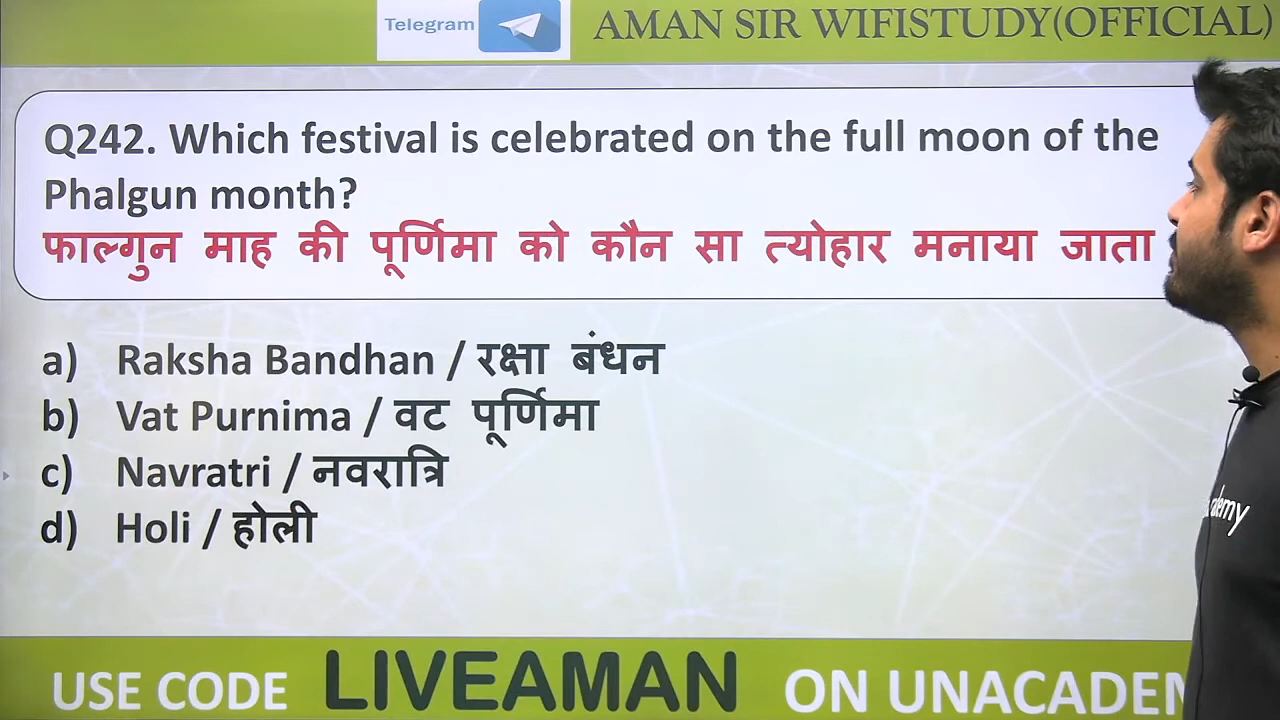 Telegram
AMAN SIR WIFISTUDY(OFFICIAL)
Q242. Which festival is celebrated on the full moon of the
Phalgun month?
फाल्गुन माह की पूर्णिमा को कौन सा त्योहार मनाया जाता
a) Raksha Bandhan / रक्षा बंधन
b) Vat Purnima / वट पूर्णिमा
c) Navratri / नवरात्रि
d) Holi / होली
demy
USE CODE LIVEAMAN ON UNACADEM